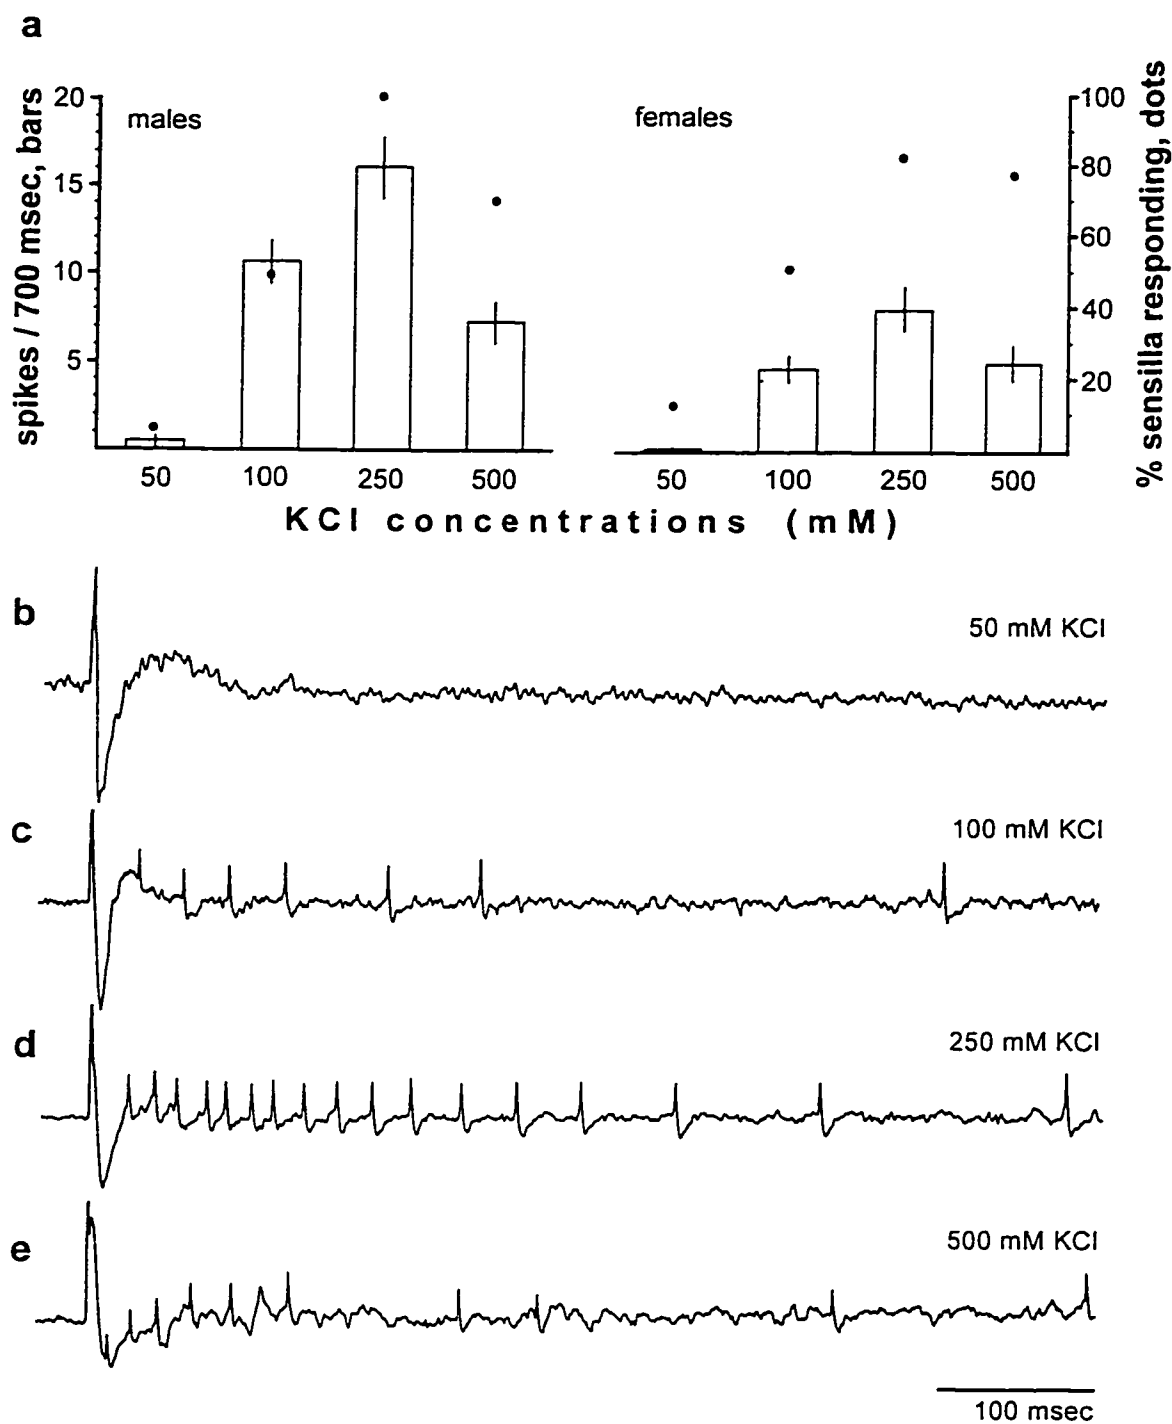 a
spikes / 700 msec, bars
20
15
10
5
males
50 100 250 500
females
50 100 250 500
100
80
60
40
20
% sensilla responding, dots
KCl concentrations (mM)
b
50 mM KCl
c
100 mM KCl
d
250 mM KCl
e
500 mM KCl
100 msec